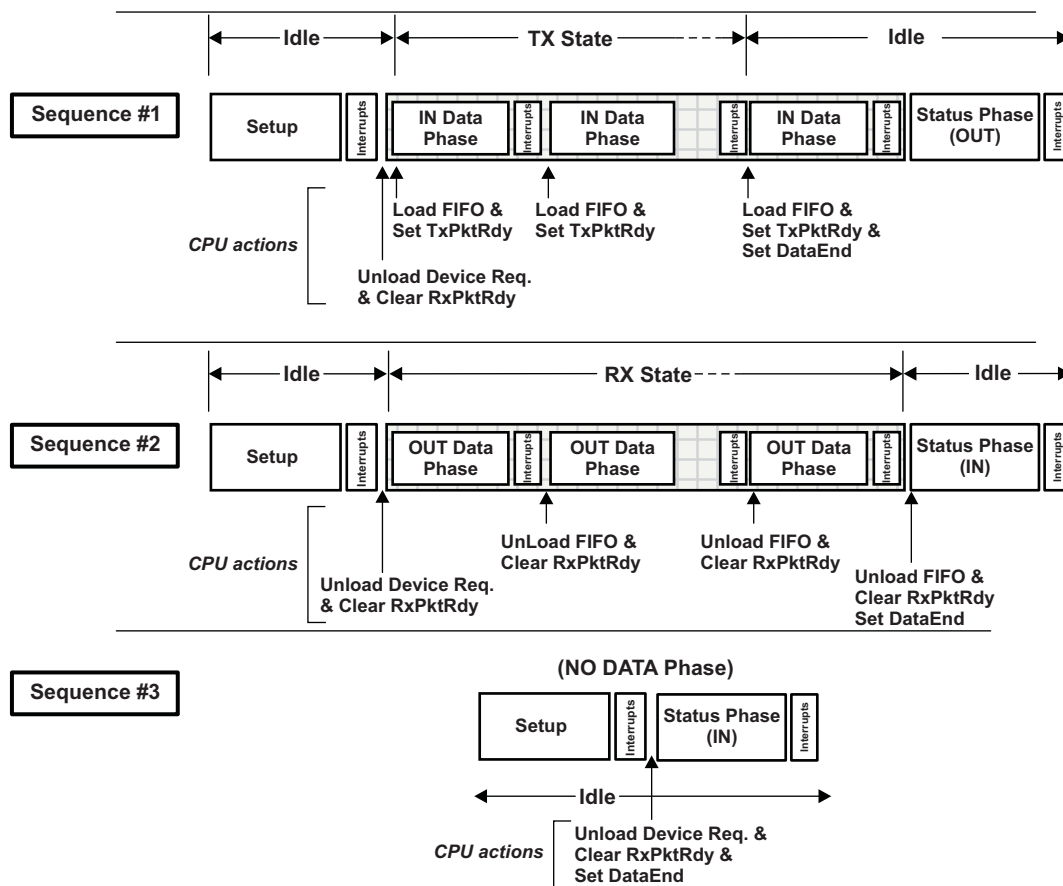 Idle
TX State
Idle
Sequence #1
Setup
Interrupts
IN Data
Phase
Interrupts
IN Data
Phase
Interrupts
IN Data
Phase
Interrupts
Status Phase
(OUT)
Interrupts
CPU actions
Load FIFO &
Set TxPktRdy
Load FIFO &
Set TxPktRdy
Load FIFO &
Set TxPktRdy &
Set DataEnd
Unload Device Req.
& Clear RxPktRdy
Idle
RX State
Idle
Sequence #2
Setup
Interrupts
OUT Data
Phase
Interrupts
OUT Data
Phase
Interrupts
OUT Data
Phase
Interrupts
Status Phase
(IN)
Interrupts
CPU actions
Unload Device Req.
& Clear RxPktRdy
UnLoad FIFO &
Clear RxPktRdy
Unload FIFO &
Clear RxPktRdy
Unload FIFO &
Clear RxPktRdy
Set DataEnd
Sequence #3
(NO DATA Phase)
Setup
Interrupts
Status Phase
(IN)
Interrupts
Idle
CPU actions
Unload Device Req. &
Clear RxPktRdy &
Set DataEnd